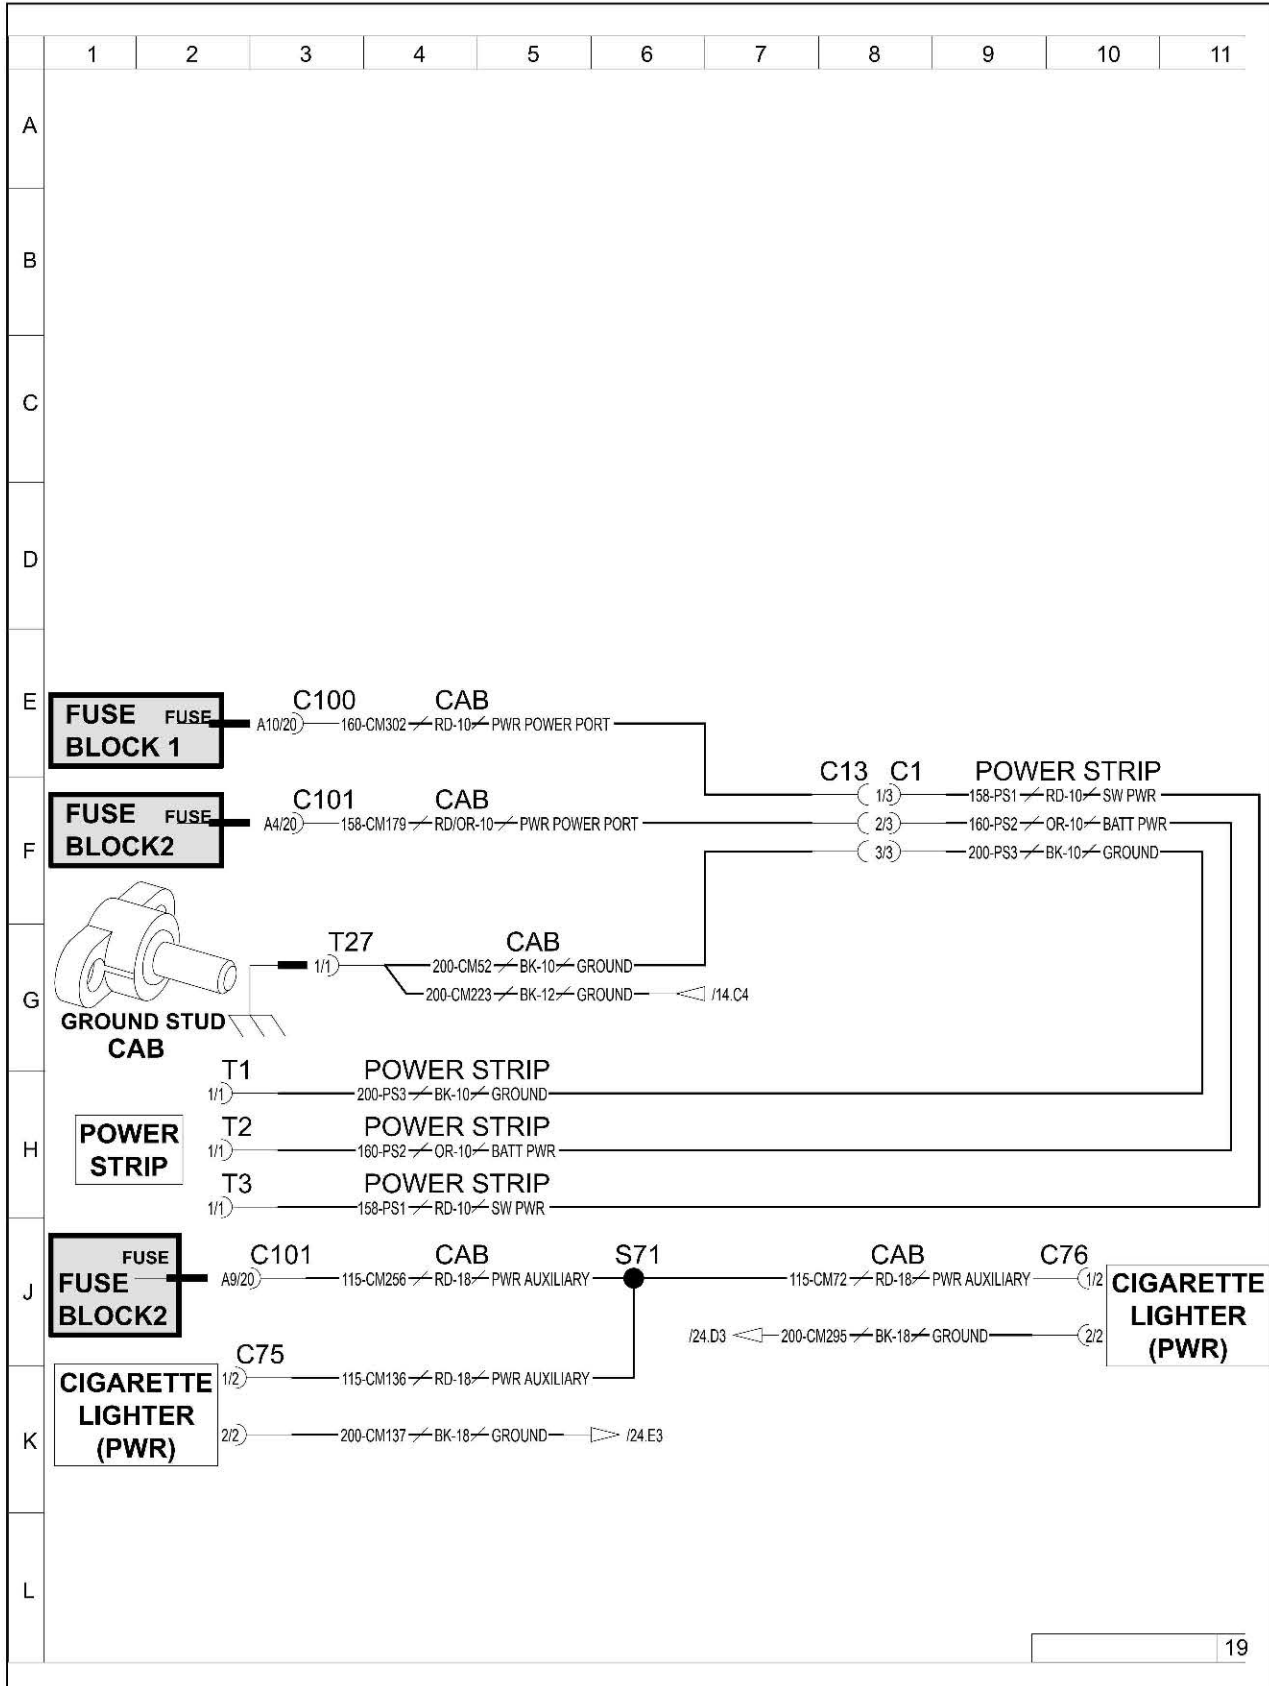 1 2 3 4 5 6 7 8 9 10 11
A
B
C
D
E
FUSE FUSE
BLOCK 1
C100 CAB
A10/20 160-CM302 RD-10 PWR POWER PORT
C13 C1 POWER STRIP
1/3 158-PS1 RD-10 SW PWR
F
FUSE FUSE
BLOCK2
C101 CAB
A4/20 158-CM179 RD/OR-10 PWR POWER PORT
2/3 160-PS2 OR-10 BATT PWR
3/3 200-PS3 BK-10 GROUND
G
T27 CAB
1/1 200-CM52 BK-10 GROUND
200-CM223 BK-12 GROUND /14.C4
GROUND STUD
CAB
H
POWER
STRIP
T1 POWER STRIP
1/1 200-PS3 BK-10 GROUND
T2 POWER STRIP
1/1 160-PS2 OR-10 BATT PWR
T3 POWER STRIP
1/1 158-PS1 RD-10 SW PWR
J
FUSE
FUSE
BLOCK2
C101 CAB S71 CAB C76
A9/20 115-CM256 RD-18 PWR AUXILIARY 115-CM72 RD-18 PWR AUXILIARY 1/2
/24.D3 200-CM295 BK-18 GROUND 2/2
CIGARETTE
LIGHTER
(PWR)
K
CIGARETTE
LIGHTER
(PWR)
C75
1/2 115-CM136 RD-18 PWR AUXILIARY
2/2 200-CM137 BK-18 GROUND /24.E3
L
19